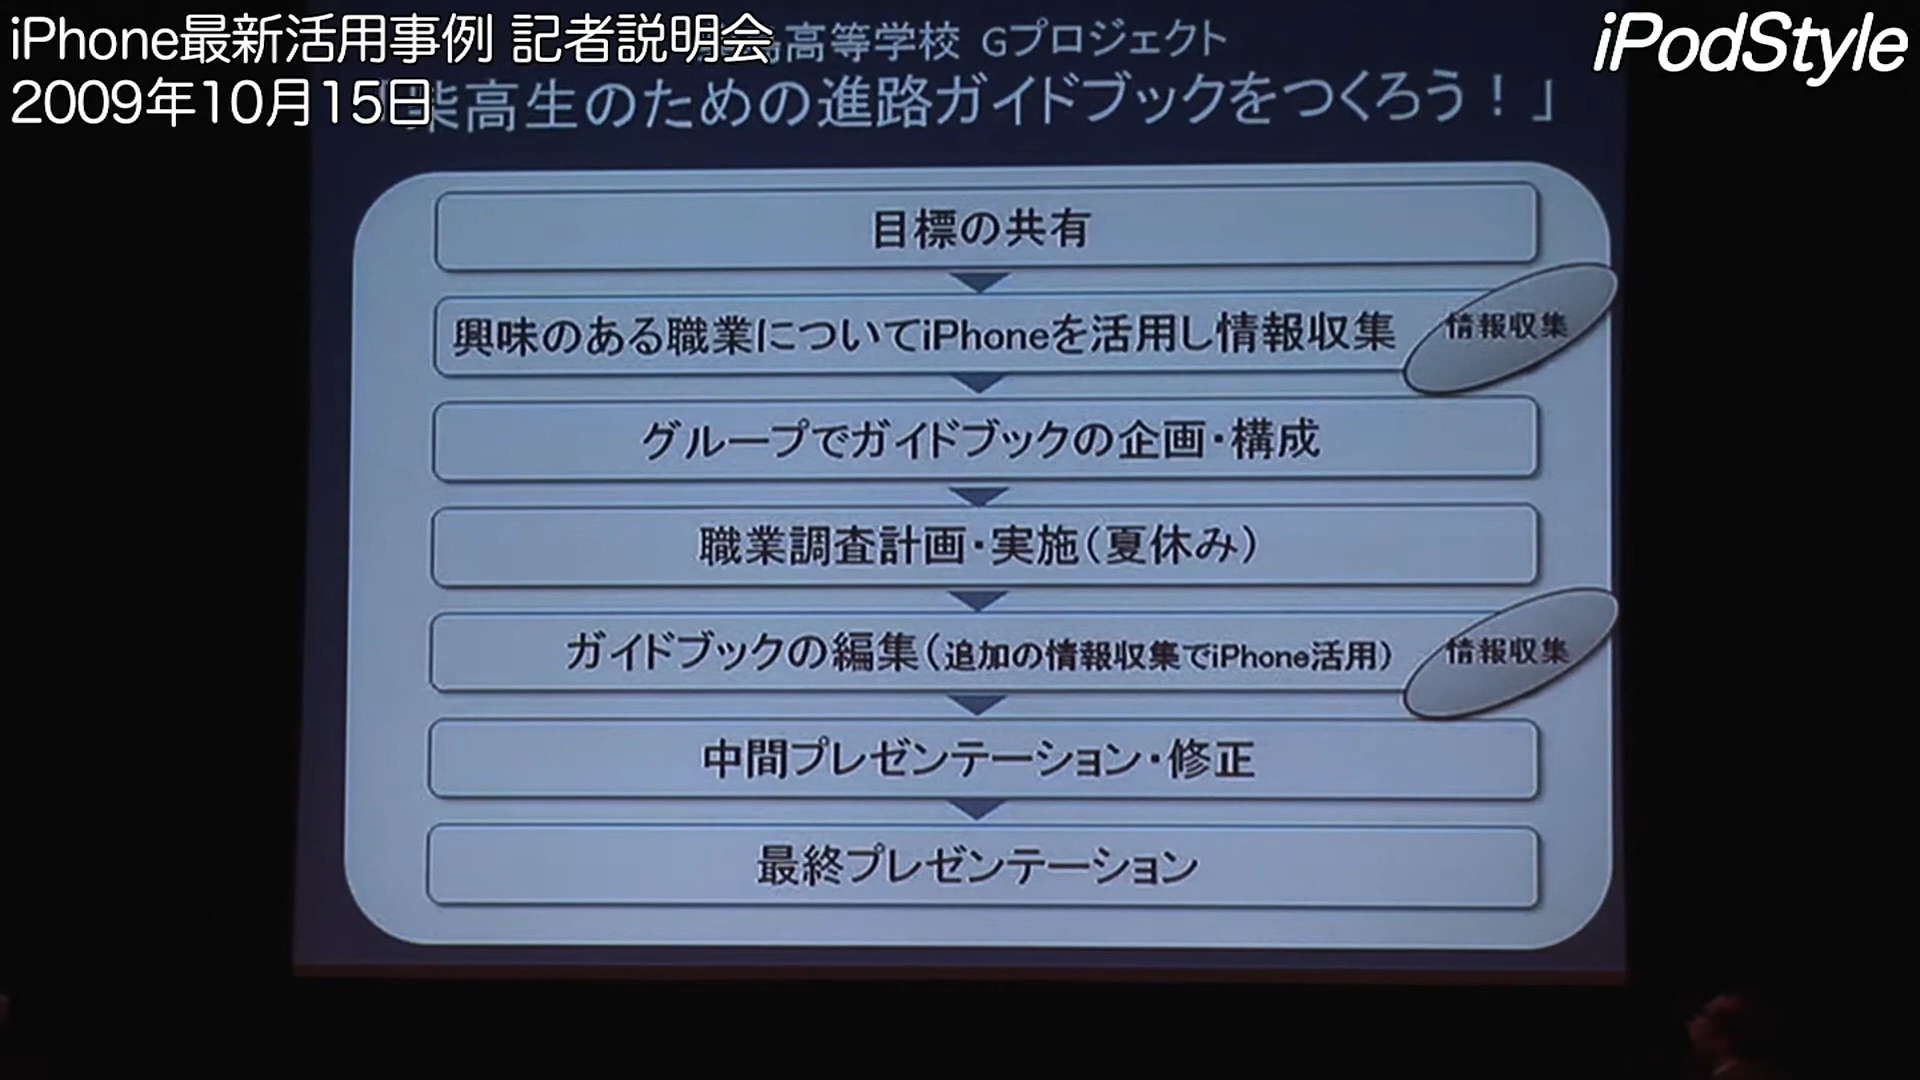 iPhone最新活用事例 記者説明会
2009年10月15日
iPodStyle
高等学校 Gプロジェクト
柴高生のための進路ガイドブックをつくろう！」
目標の共有
興味のある職業についてiPhoneを活用し情報収集
情報収集
グループでガイドブックの企画・構成
職業調査計画・実施（夏休み）
ガイドブックの編集（追加の情報収集でiPhone活用）
情報収集
中間プレゼンテーション・修正
最終プレゼンテーション